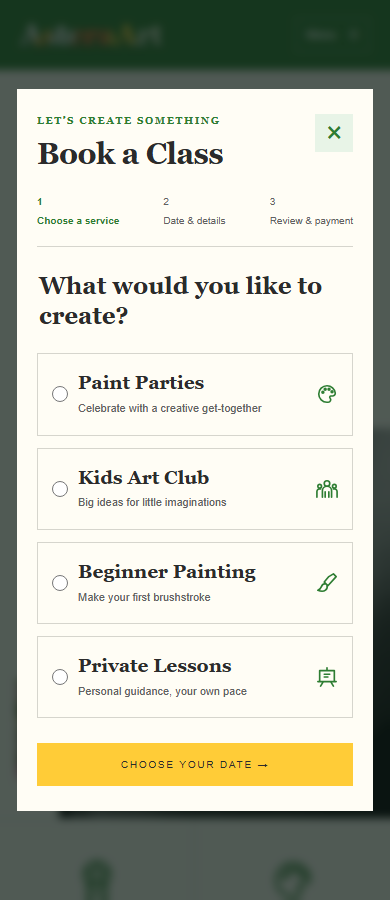 LET'S CREATE SOMETHING
Book a Class
1
Choose a service
2
Date & details
3
Review & payment
What would you like to
create?
Paint Parties
Celebrate with a creative get-together
Kids Art Club
Big ideas for little imaginations
Beginner Painting
Make your first brushstroke
Private Lessons
Personal guidance, your own pace
CHOOSE YOUR DATE →